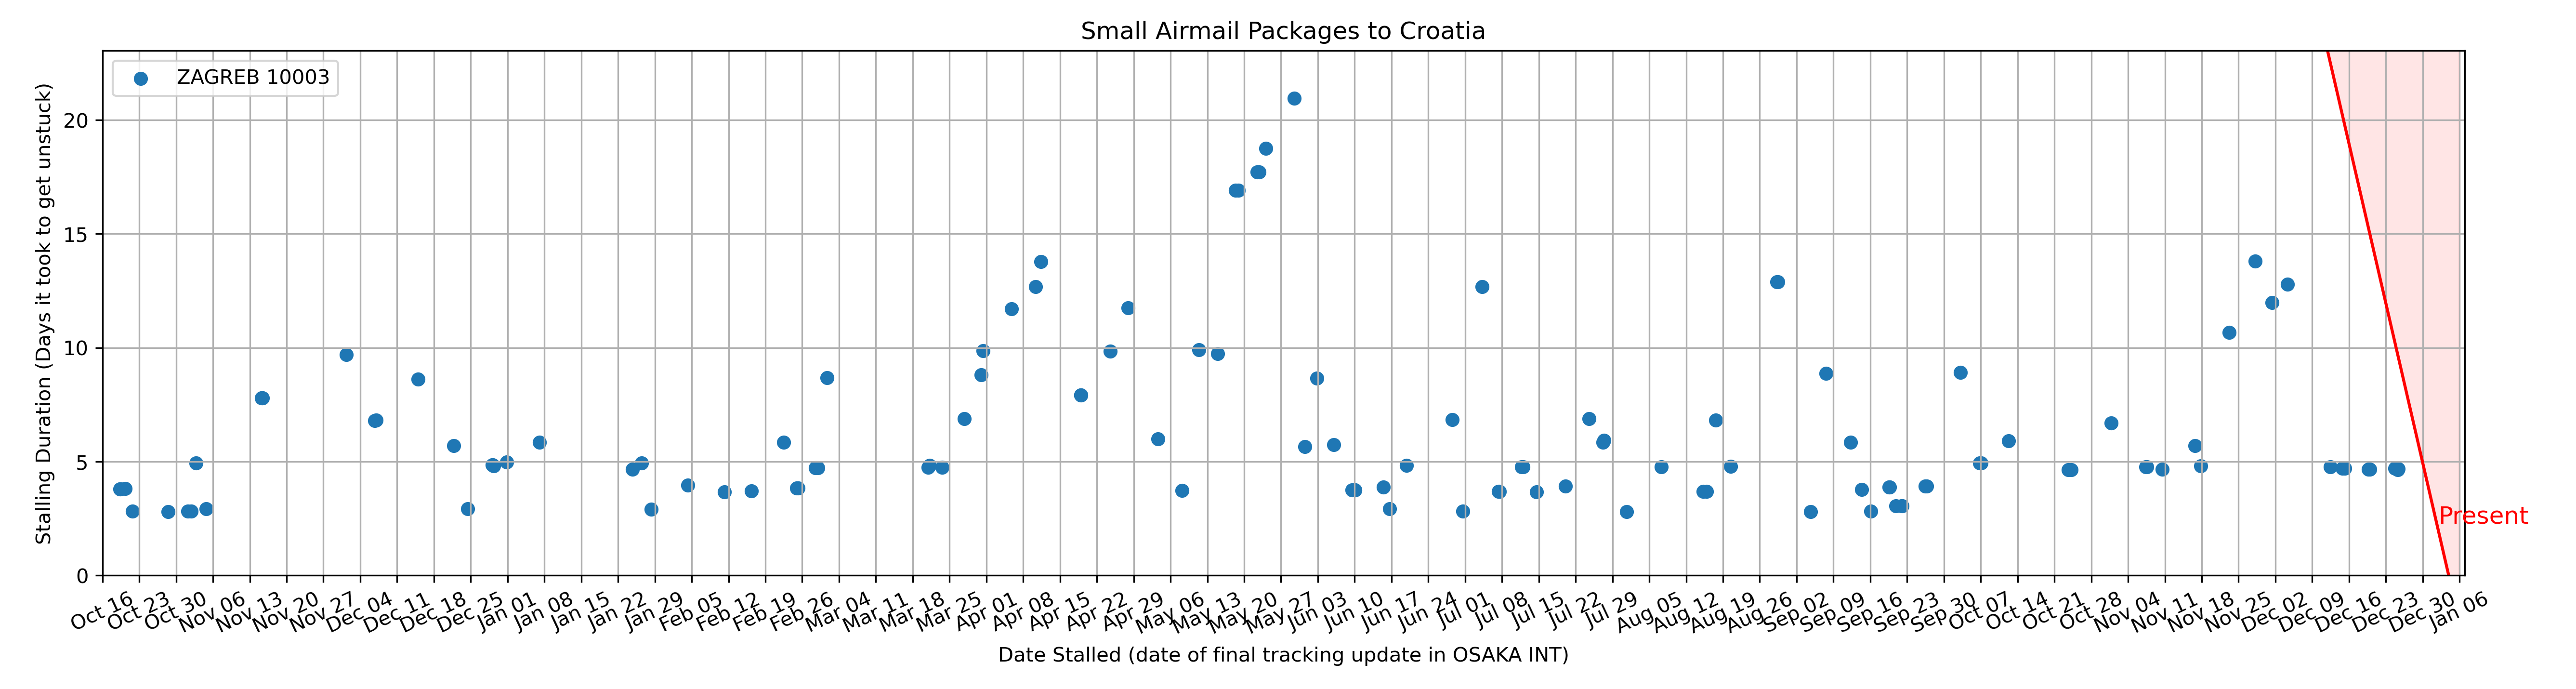 Small Airmail Packages to Croatia
ZAGREB 10003
Stalling Duration (Days it took to get unstuck)
20
15
10
5
0
Present
Oct 16
Oct 23
Oct 30
Nov 06
Nov 13
Nov 20
Nov 27
Dec 04
Dec 11
Dec 18
Dec 25
Jan 01
Jan 08
Jan 15
Jan 22
Jan 29
Feb 05
Feb 12
Feb 19
Feb 26
Mar 04
Mar 11
Mar 18
Mar 25
Apr 01
Apr 08
Apr 15
Apr 22
Apr 29
May 06
May 13
May 20
May 27
Jun 03
Jun 10
Jun 17
Jun 24
Jul 01
Jul 08
Jul 15
Jul 22
Jul 29
Aug 05
Aug 12
Aug 19
Aug 26
Sep 02
Sep 09
Sep 16
Sep 23
Sep 30
Oct 07
Oct 14
Oct 21
Oct 28
Nov 04
Nov 11
Nov 18
Nov 25
Dec 02
Dec 09
Dec 16
Dec 23
Dec 30
Jan 06
Date Stalled (date of final tracking update in OSAKA INT)